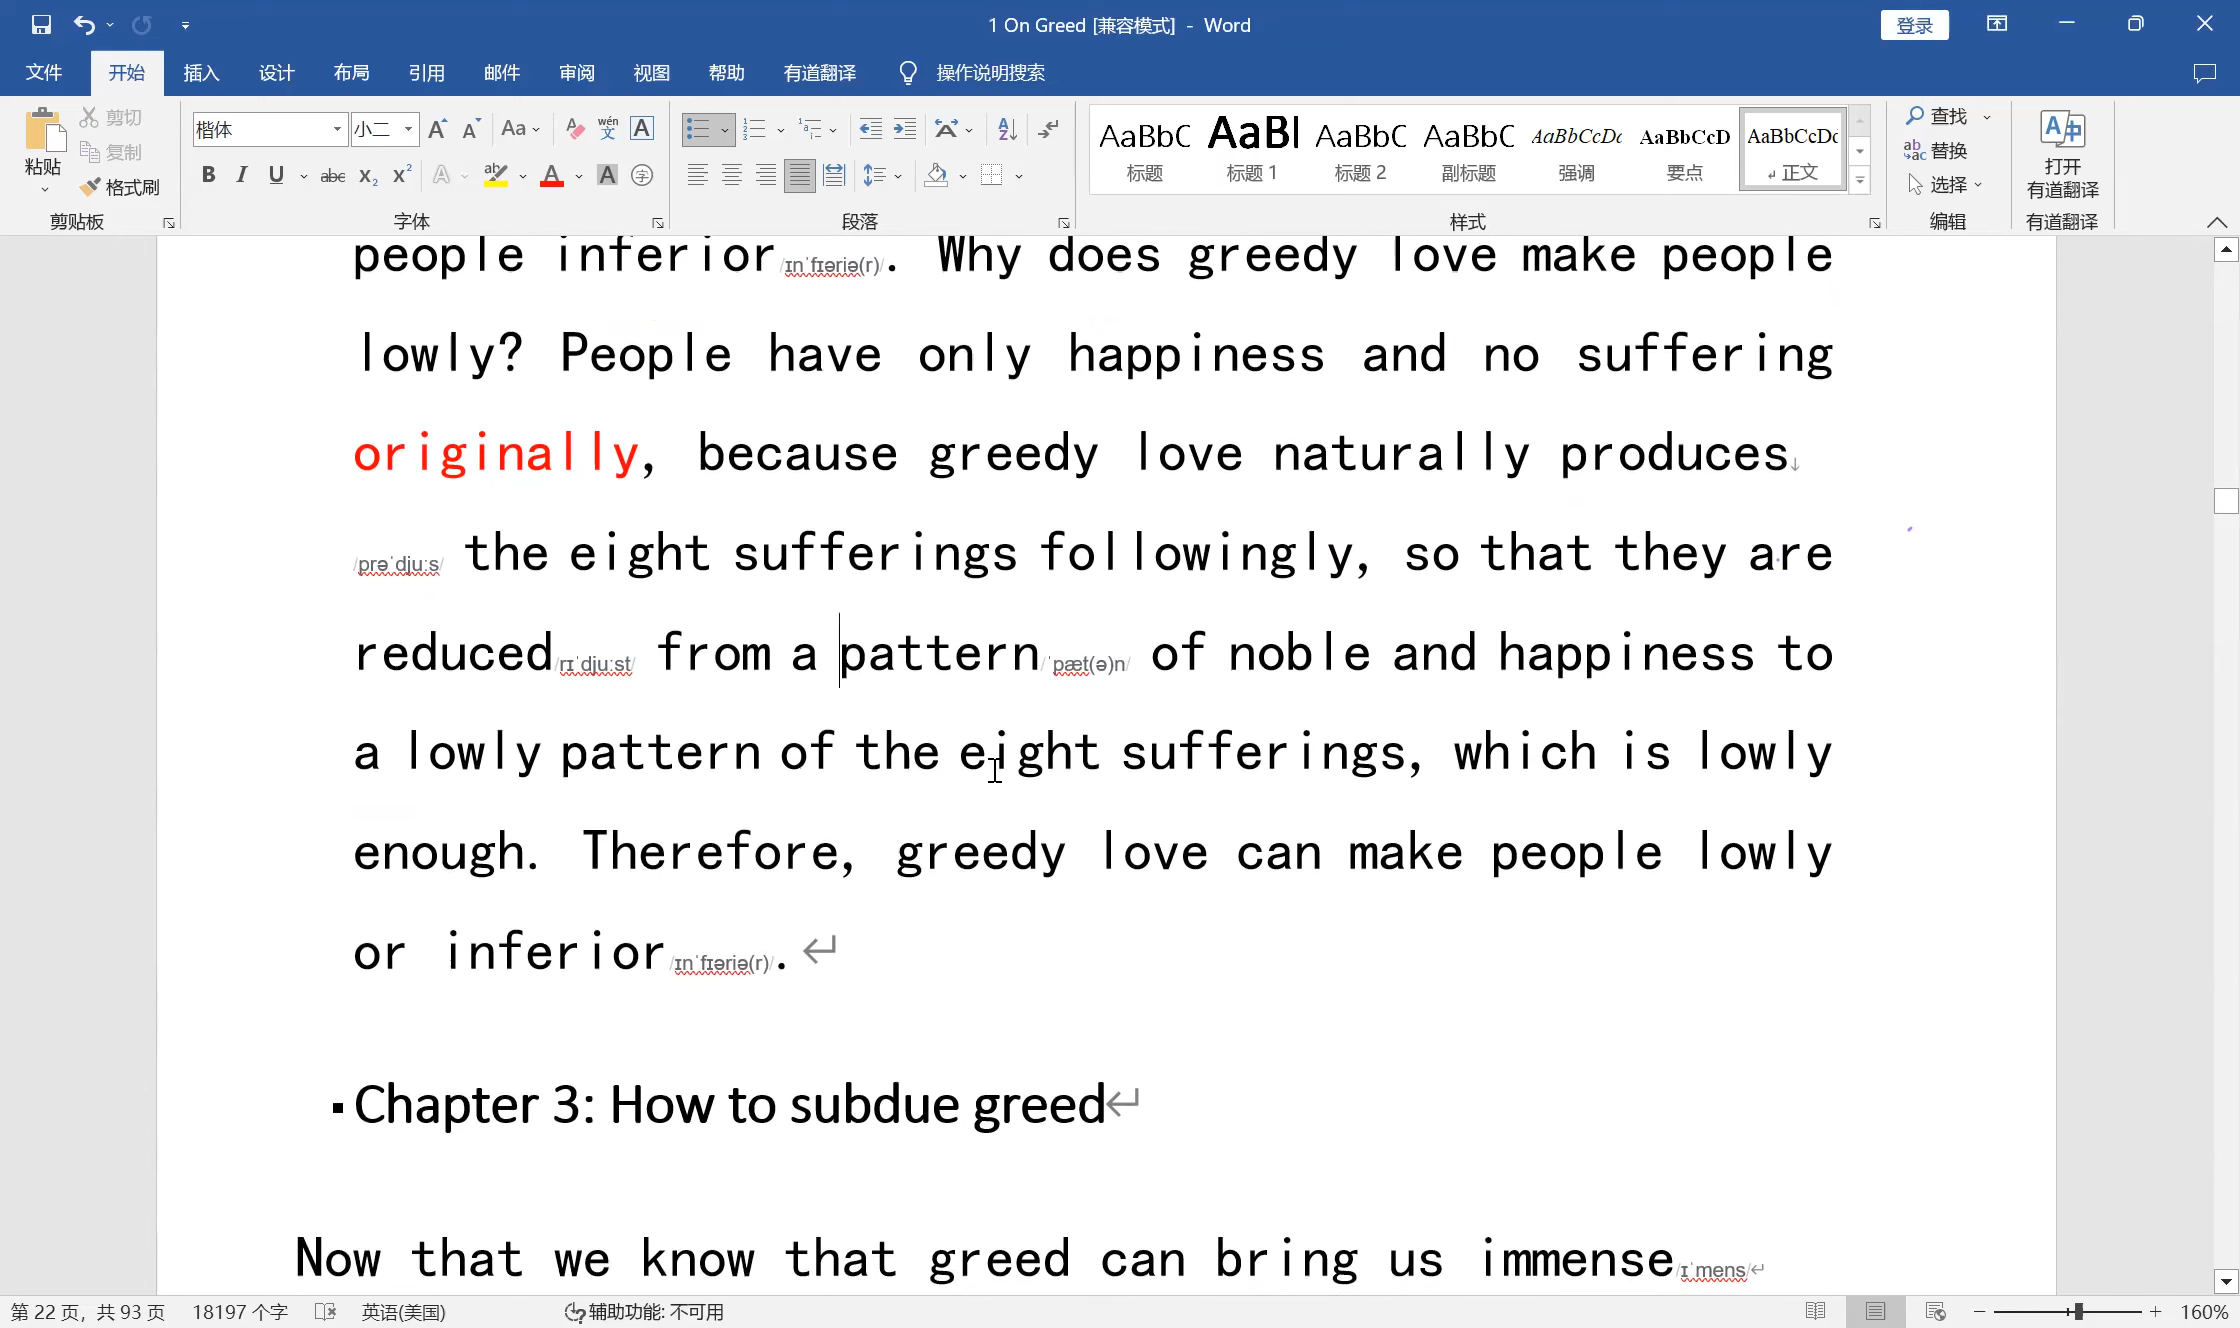 1 On Greed [兼容模式] - Word
登录
文件 开始 插入 设计 布局 引用 邮件 审阅 视图 帮助 有道翻译 操作说明搜索
粘贴 剪切 复制 格式刷
楷体 小二
标题 标题 1 标题 2 副标题 强调 要点 正文
查找 替换 选择
打开 有道翻译
剪贴板 字体 段落 样式 编辑 有道翻译
people inferior/ɪnˈfɪəriə(r)/. Why does greedy love make people
lowly? People have only happiness and no suffering
originally, because greedy love naturally produces↓
/prəˈdjuːs/ the eight sufferings followingly, so that they are
reduced/rɪˈdjuːst/ from a pattern/ˈpæt(ə)n/ of noble and happiness to
a lowly pattern of the eight sufferings, which is lowly
enough. Therefore, greedy love can make people lowly
or inferior/ɪnˈfɪəriə(r)/.↵
▪Chapter 3: How to subdue greed↵
Now that we know that greed can bring us immense/ɪˈmens/↵
第 22 页，共 93 页 18197 个字 英语(美国) 辅助功能: 不可用 160%